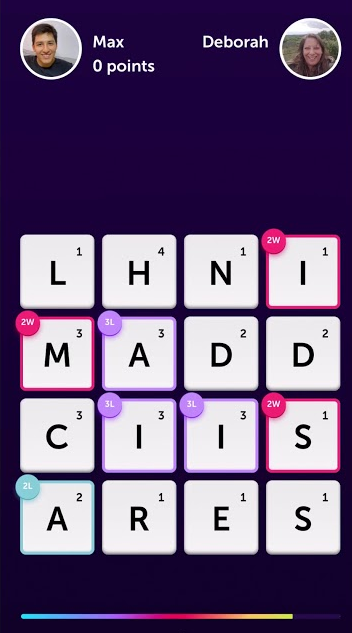 Max
0 points
Deborah
L 1 H 4 N 1 2W I 1
2W M 3 3L A 3 D 2 D 2
C 3 3L I 3 3L I 3 2W S 1
2L A 2 R 1 E 1 S 1